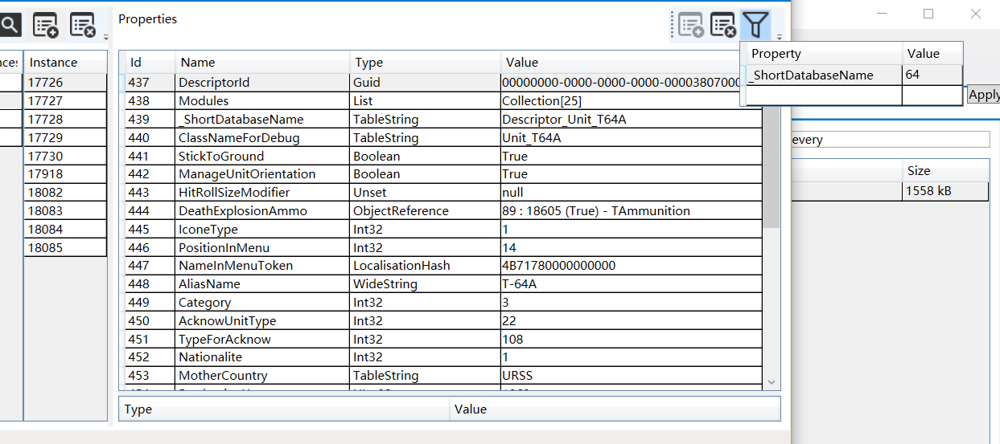 Properties
nces Instance
17726
17727
17728
17729
17730
17918
18082
18083
18084
18085
Id Name Type Value
437 DescriptorId Guid 00000000-0000-0000-0000-00003807000
438 Modules List Collection[25]
439 _ShortDatabaseName TableString Descriptor_Unit_T64A
440 ClassNameForDebug TableString Unit_T64A
441 StickToGround Boolean True
442 ManageUnitOrientation Boolean True
443 HitRollSizeModifier Unset null
444 DeathExplosionAmmo ObjectReference 89 : 18605 (True) - TAmmunition
445 IconeType Int32 1
446 PositionInMenu Int32 14
447 NameInMenuToken LocalisationHash 4B71780000000000
448 AliasName WideString T-64A
449 Category Int32 3
450 AcknowUnitType Int32 22
451 TypeForAcknow Int32 108
452 Nationalite Int32 1
453 MotherCountry TableString URSS
Type Value
Property Value
_ShortDatabaseName 64
Apply
every
Size
1558 kB